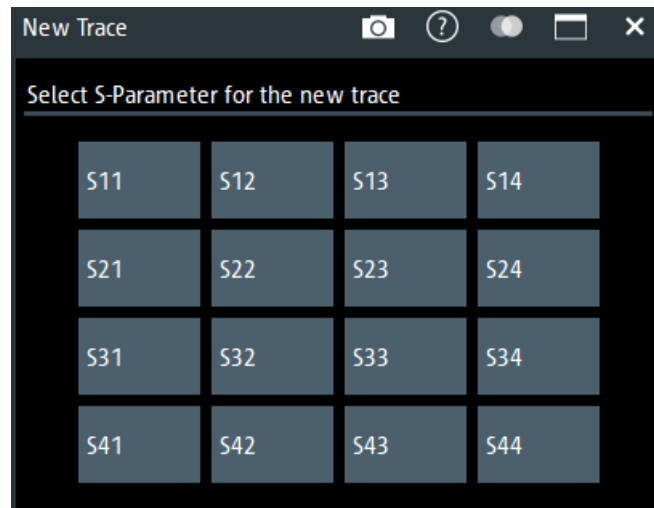 New Trace
Select S-Parameter for the new trace
S11 S12 S13 S14
S21 S22 S23 S24
S31 S32 S33 S34
S41 S42 S43 S44